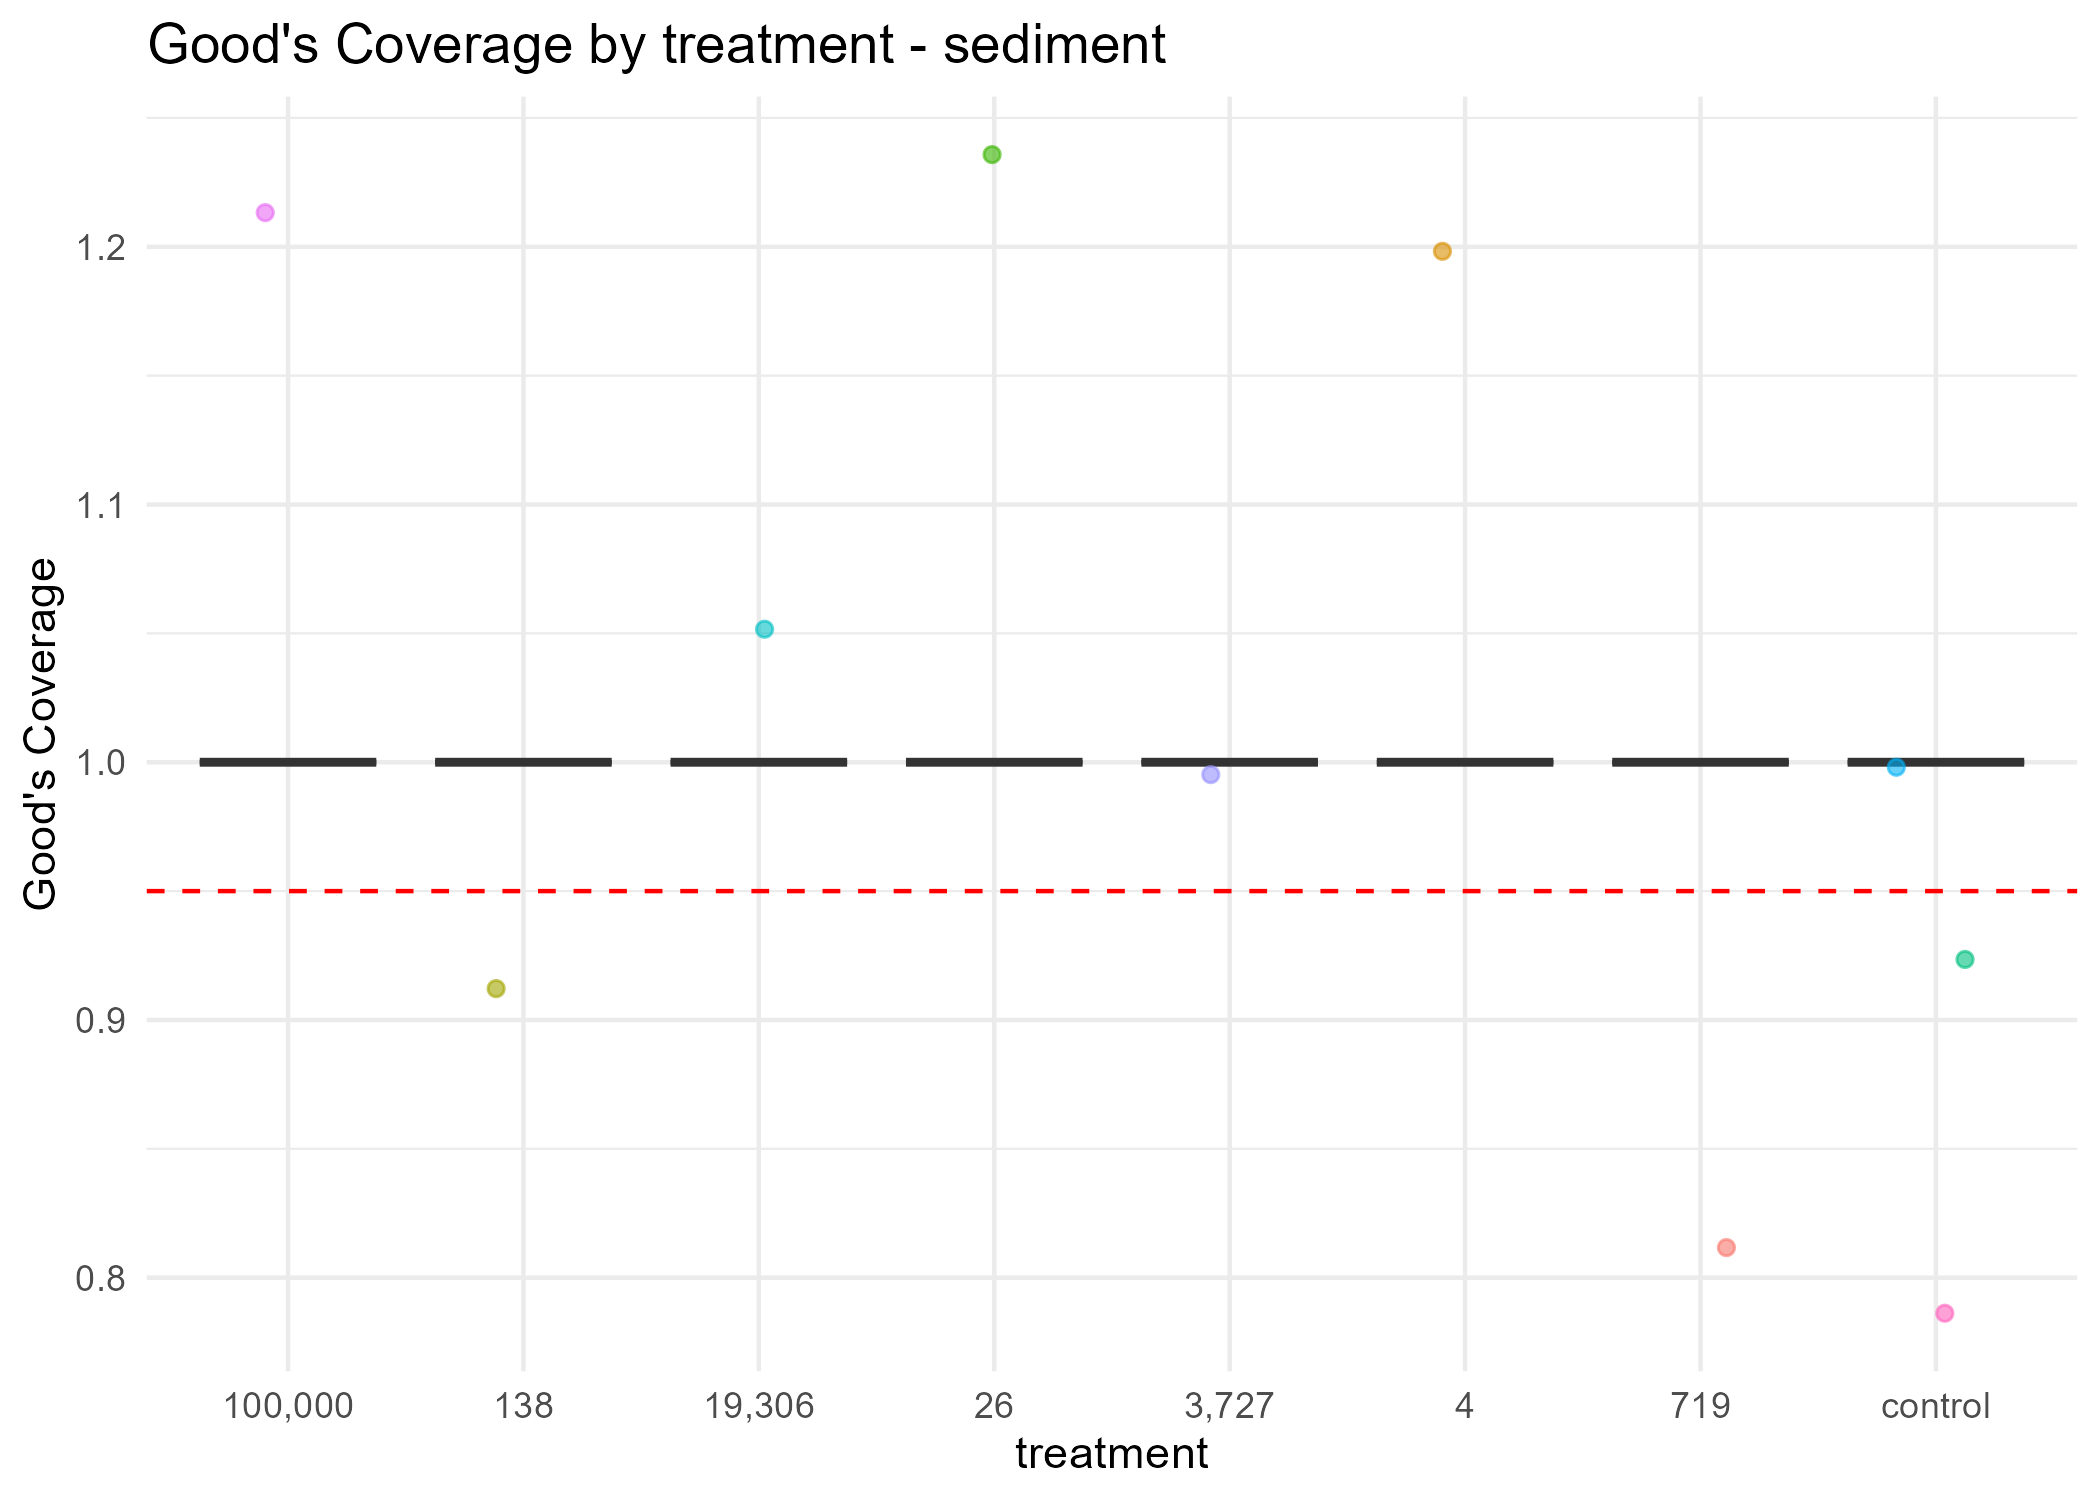 Good's Coverage by treatment - sediment
Good's Coverage
1.2
1.1
1.0
0.9
0.8
100,000 138 19,306 26 3,727 4 719 control
treatment